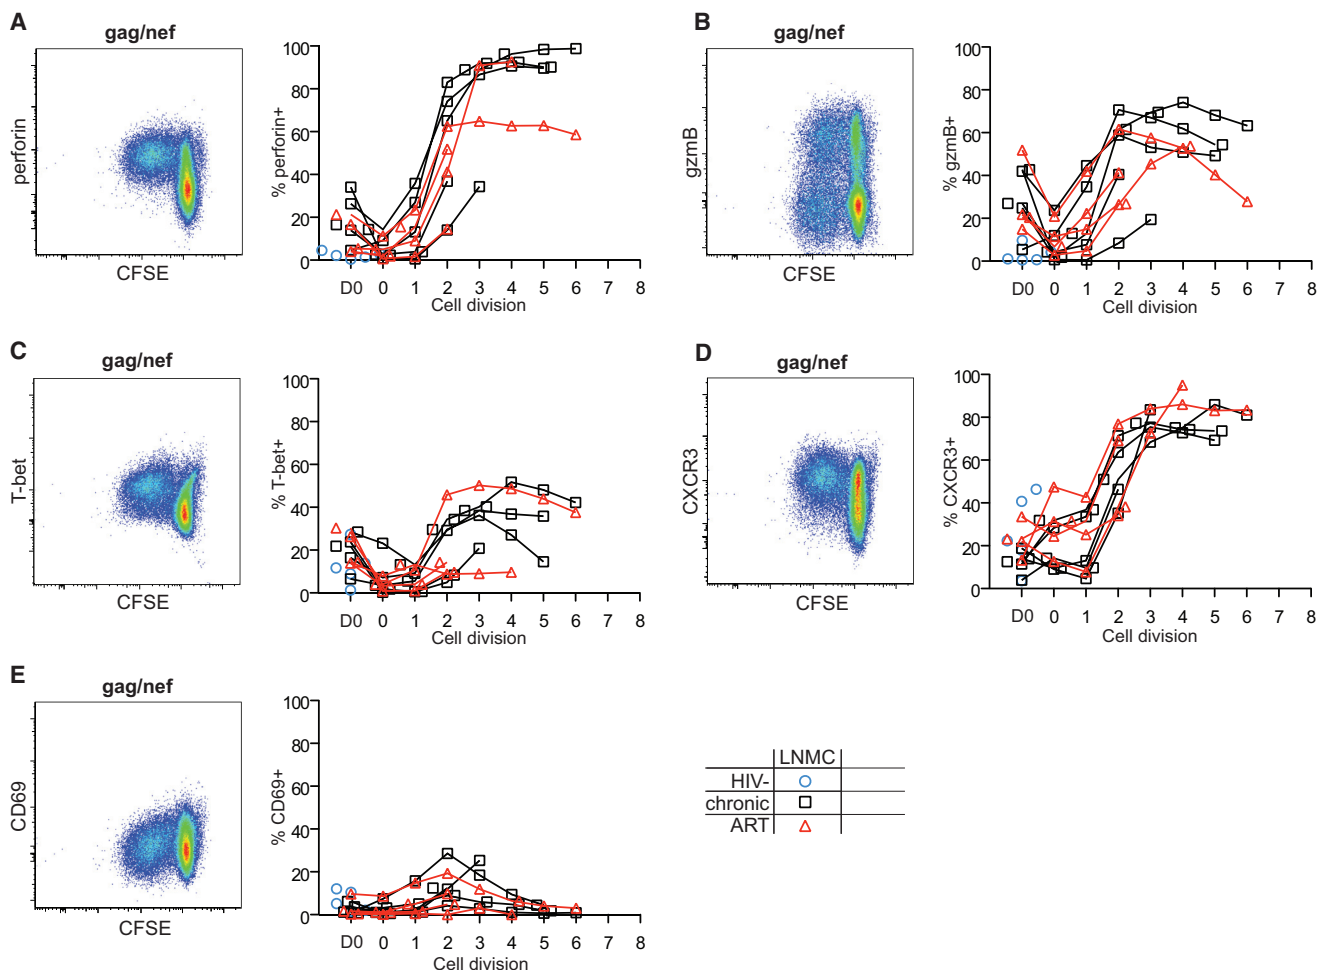 A
gag/nef
perforin
CFSE
% perforin+
100
80
60
40
20
0
D0 0 1 2 3 4 5 6 7 8
Cell division
B
gag/nef
gzmB
CFSE
% gzmB+
100
80
60
40
20
0
D0 0 1 2 3 4 5 6 7 8
Cell division
C
gag/nef
T-bet
CFSE
% T-bet+
100
80
60
40
20
0
D0 0 1 2 3 4 5 6 7 8
Cell division
D
gag/nef
CXCR3
CFSE
% CXCR3+
100
80
60
40
20
0
D0 0 1 2 3 4 5 6 7 8
Cell division
E
gag/nef
CD69
CFSE
% CD69+
100
80
60
40
20
0
D0 0 1 2 3 4 5 6 7 8
Cell division
LNMC
HIV-
chronic
ART